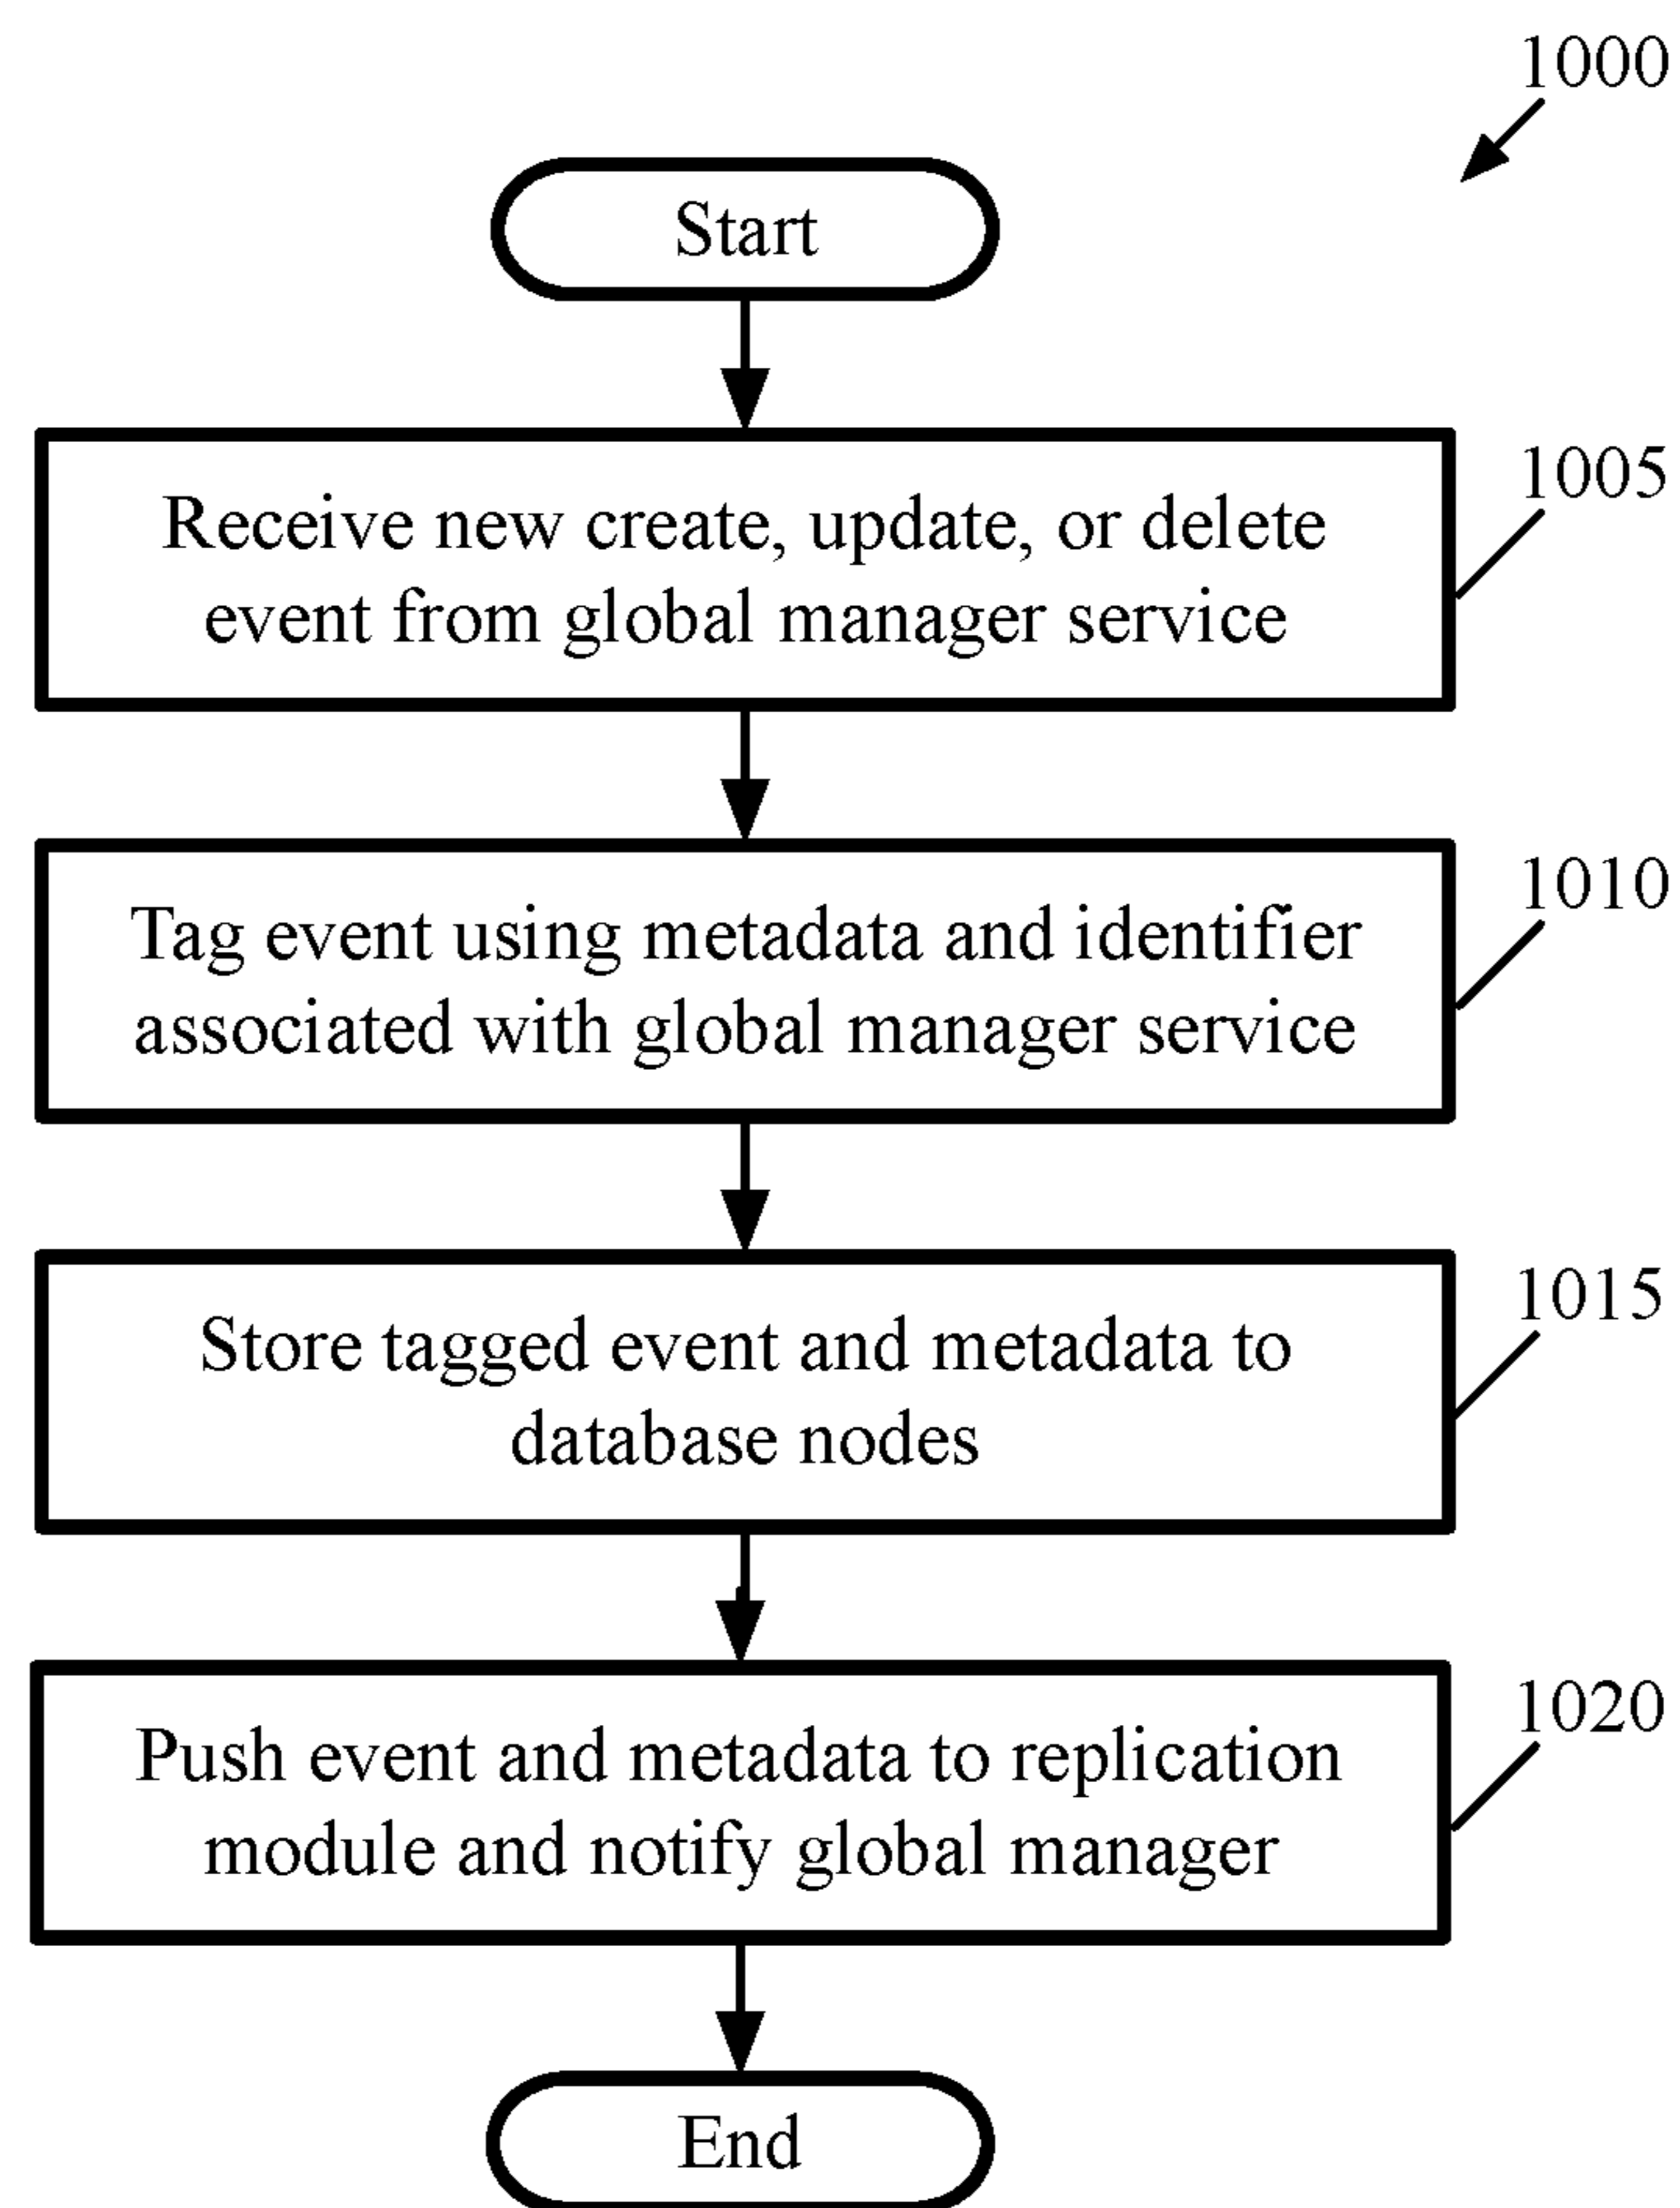 1000
Start
Receive new create, update, or delete
event from global manager service
1005
Tag event using metadata and identifier
associated with global manager service
1010
Store tagged event and metadata to
database nodes
1015
Push event and metadata to replication
module and notify global manager
1020
End